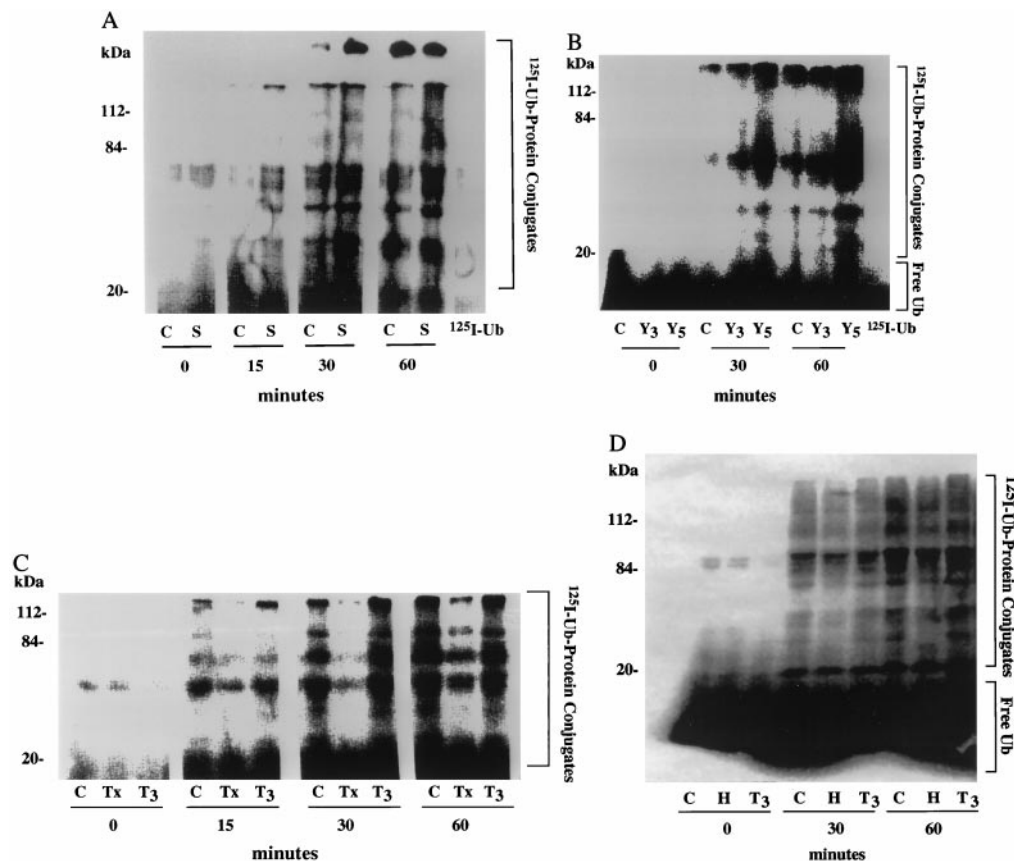 A
kDa
112-
84-
20-
125I-Ub-Protein Conjugates
C S C S C S C S 125I-Ub
0 15 30 60
minutes
B
kDa
112-
84-
20-
125I-Ub-Protein Conjugates
Free Ub
C Y3 Y5 C Y3 Y5 C Y3 Y5 125I-Ub
0 30 60
minutes
C
kDa
112-
84-
20-
125I-Ub-Protein Conjugates
C Tx T3 C Tx T3 C Tx T3 C Tx T3
0 15 30 60
minutes
D
kDa
112-
84-
20-
125I-Ub-Protein Conjugates
Free Ub
C H T3 C H T3 C H T3
0 30 60
minutes